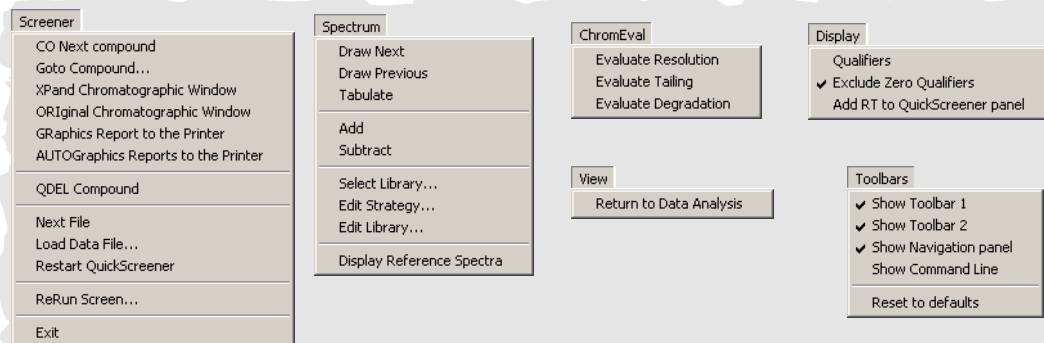 Screener
CO Next compound
Goto Compound...
XPand Chromatographic Window
ORIginal Chromatographic Window
GRaphics Report to the Printer
AUTOGraphics Reports to the Printer
QDEL Compound
Next File
Load Data File...
Restart QuickScreener
ReRun Screen...
Exit
Spectrum
Draw Next
Draw Previous
Tabulate
Add
Subtract
Select Library...
Edit Strategy...
Edit Library...
Display Reference Spectra
ChromEval
Evaluate Resolution
Evaluate Tailing
Evaluate Degradation
View
Return to Data Analysis
Display
Qualifiers
Exclude Zero Qualifiers
Add RT to QuickScreener panel
Toolbars
Show Toolbar 1
Show Toolbar 2
Show Navigation panel
Show Command Line
Reset to defaults